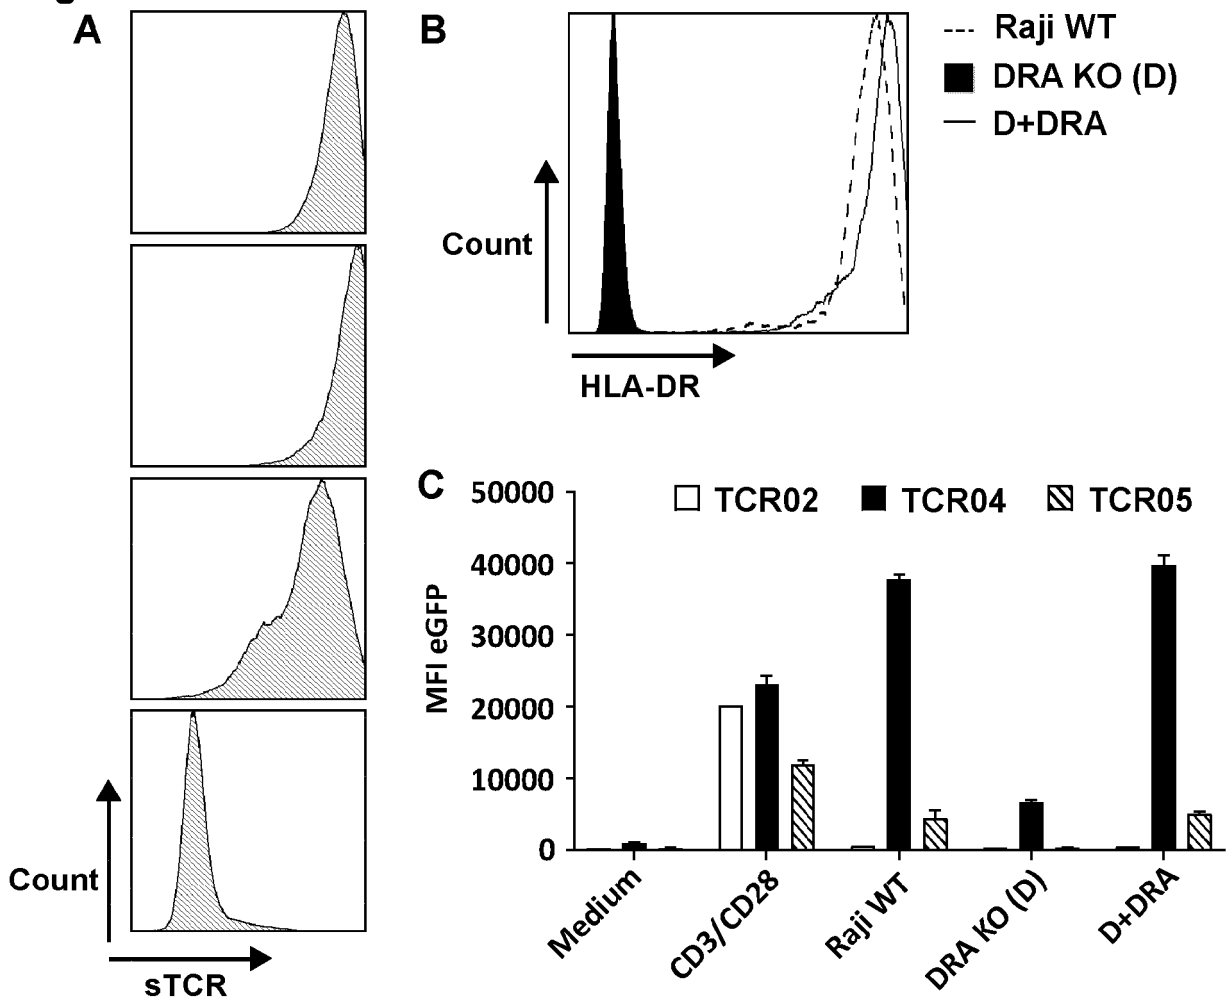 A
Count
sTCR
B
Count
HLA-DR
Raji WT
DRA KO (D)
D+DRA
C
TCR02 TCR04 TCR05
MFI eGFP
50000
40000
30000
20000
10000
0
Medium
CD3/CD28
Raji WT
DRA KO (D)
D+DRA